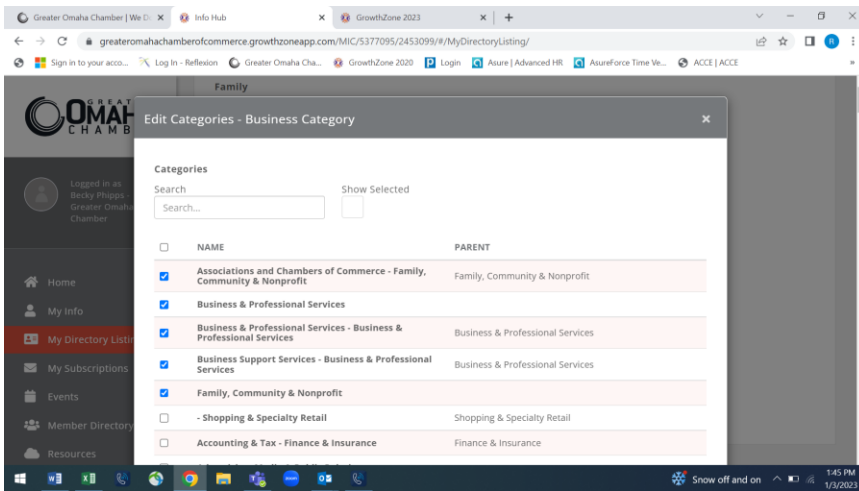 Greater Omaha Chamber | We D
Info Hub
GrowthZone 2023
greateromahachamberofcommerce.growthzoneapp.com/MIC/5377095/2453099/#/MyDirectoryListing/
R
Sign in to your acco...
Log In - Reflexion
Greater Omaha Cha...
GrowthZone 2020
Login
Asure | Advanced HR
AsureForce Time Ve...
ACCE | ACCE
»
Family
GREAT
OMAH
CHAMB
Edit Categories - Business Category
×
Logged in as
Becky Phipps -
Greater Omaha
Chamber
Categories
Search
Show Selected
Search...
NAME
PARENT
Associations and Chambers of Commerce - Family,
Community & Nonprofit
Family, Community & Nonprofit
Business & Professional Services
Business & Professional Services - Business &
Professional Services
Business & Professional Services
Business Support Services - Business & Professional
Services
Business & Professional Services
Family, Community & Nonprofit
- Shopping & Specialty Retail
Shopping & Specialty Retail
Accounting & Tax - Finance & Insurance
Finance & Insurance
Home
My Info
My Directory Listin
My Subscriptions
Events
Member Directory
Resources
Snow off and on
1:45 PM
1/3/2023